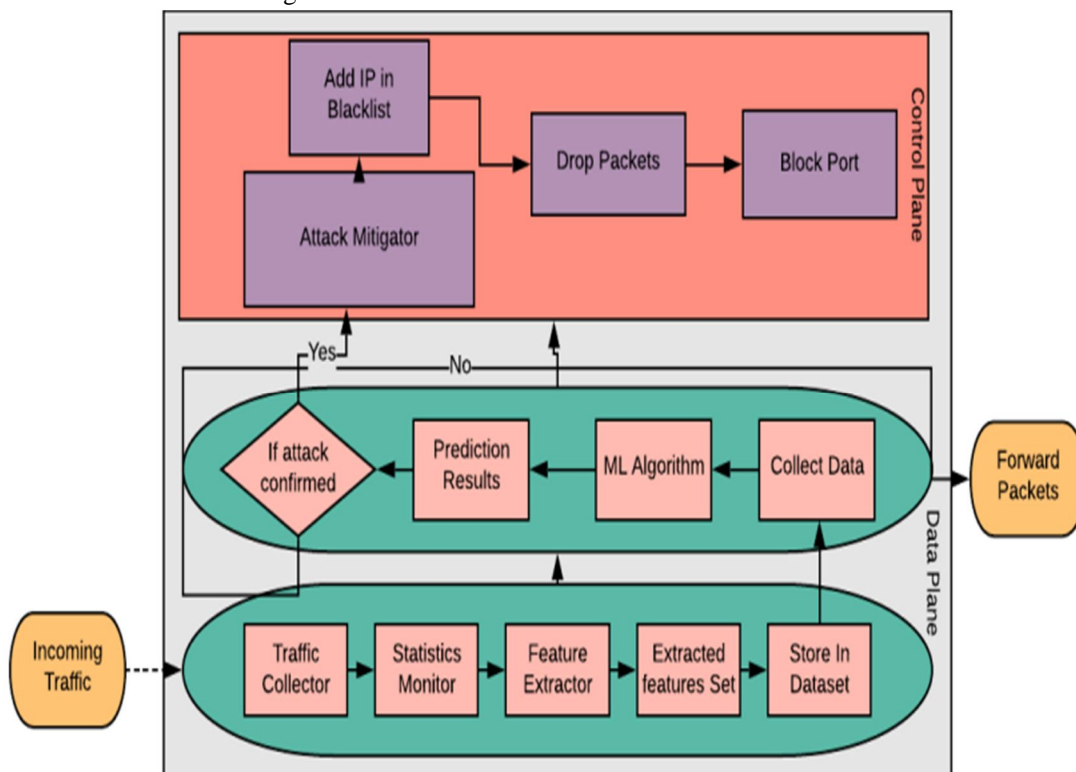 Add IP in
Blacklist
Drop Packets
Block Port
Attack Mitigator
Control Plane
Yes
No
If attack
confirmed
Prediction
Results
ML Algorithm
Collect Data
Forward
Packets
Data Plane
Incoming
Traffic
Traffic
Collector
Statistics
Monitor
Feature
Extractor
Extracted
features Set
Store In
Dataset